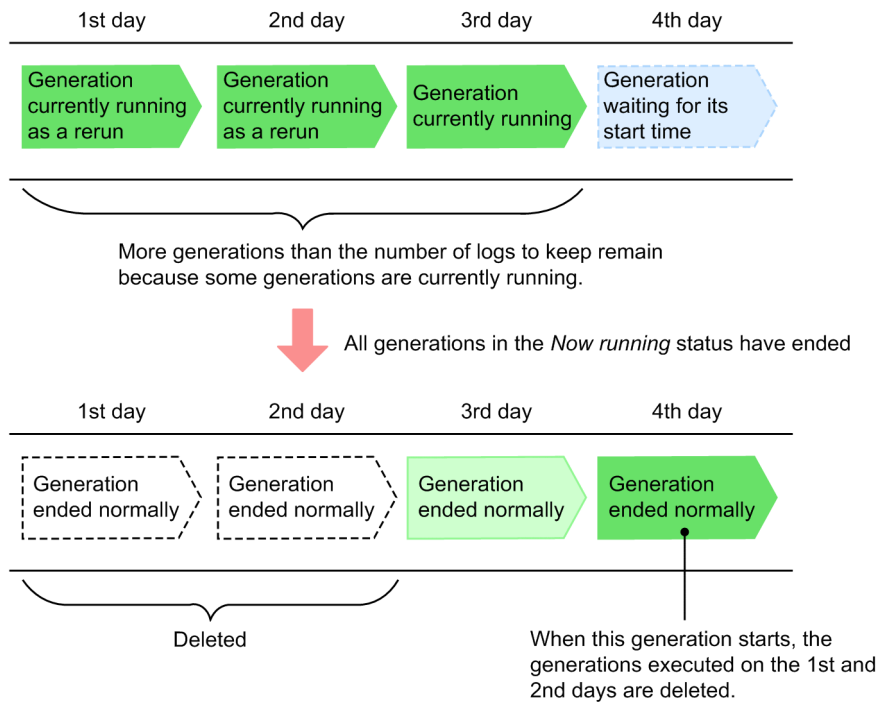 1st day
2nd day
3rd day
4th day
Generation
currently running
as a rerun
Generation
currently running
as a rerun
Generation
currently running
Generation
waiting for its
start time
More generations than the number of logs to keep remain
because some generations are currently running.
All generations in the Now running status have ended
1st day
2nd day
3rd day
4th day
Generation
ended normally
Generation
ended normally
Generation
ended normally
Generation
ended normally
Deleted
When this generation starts, the
generations executed on the 1st and
2nd days are deleted.